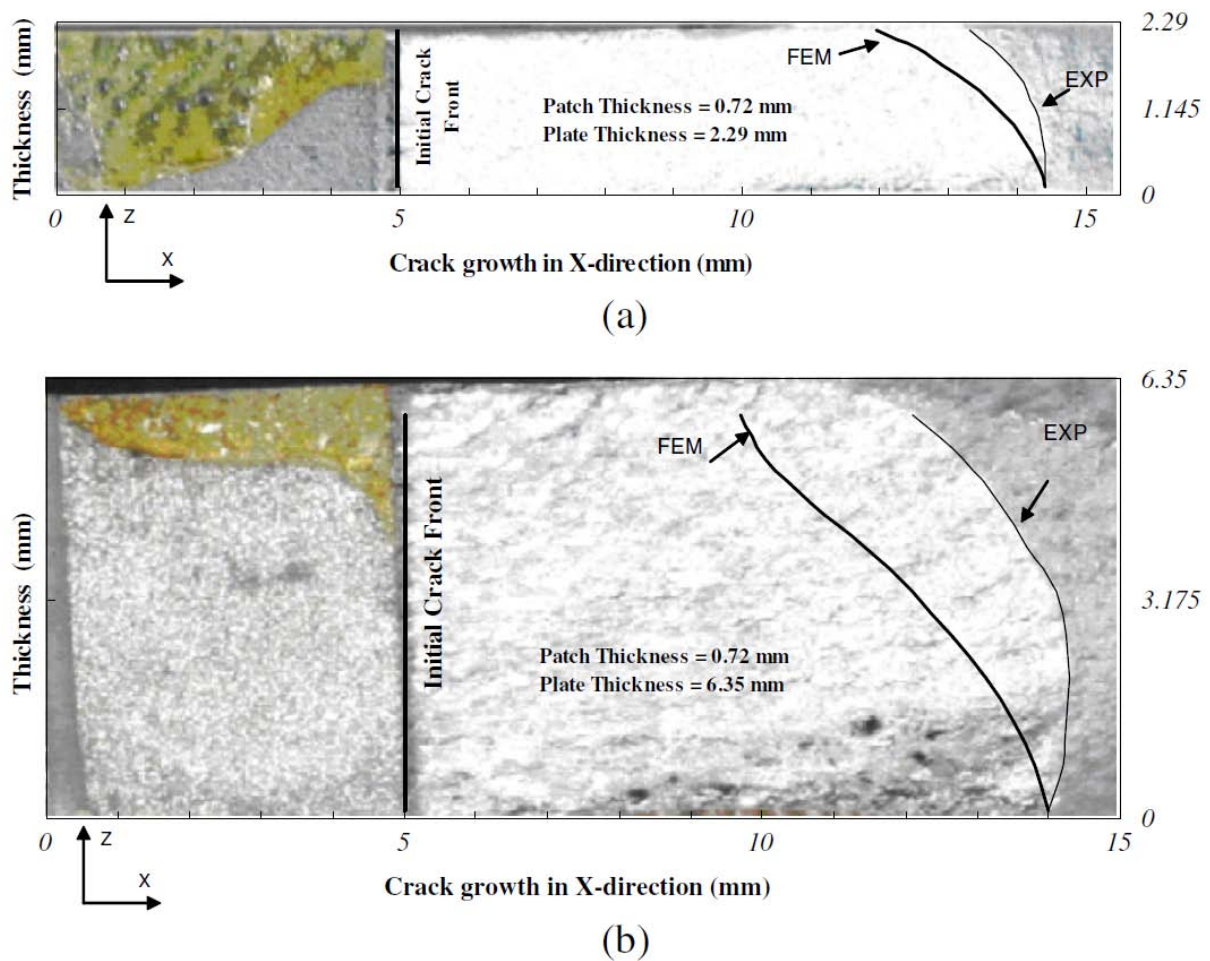 2.29
FEM
EXP
Thickness (mm)
Initial Crack
Front
Patch Thickness = 0.72 mm
Plate Thickness = 2.29 mm
1.145
0
0 5 10 15
Z
X
Crack growth in X-direction (mm)
(a)
6.35
FEM
EXP
Thickness (mm)
Initial Crack Front
3.175
Patch Thickness = 0.72 mm
Plate Thickness = 6.35 mm
0
0 5 10 15
Z
X
Crack growth in X-direction (mm)
(b)